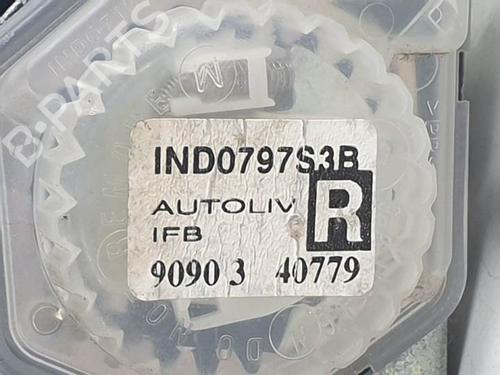 B-PARTS
M
IND0797S3B
AUTOLIV
R
IFB
9090 3 40779